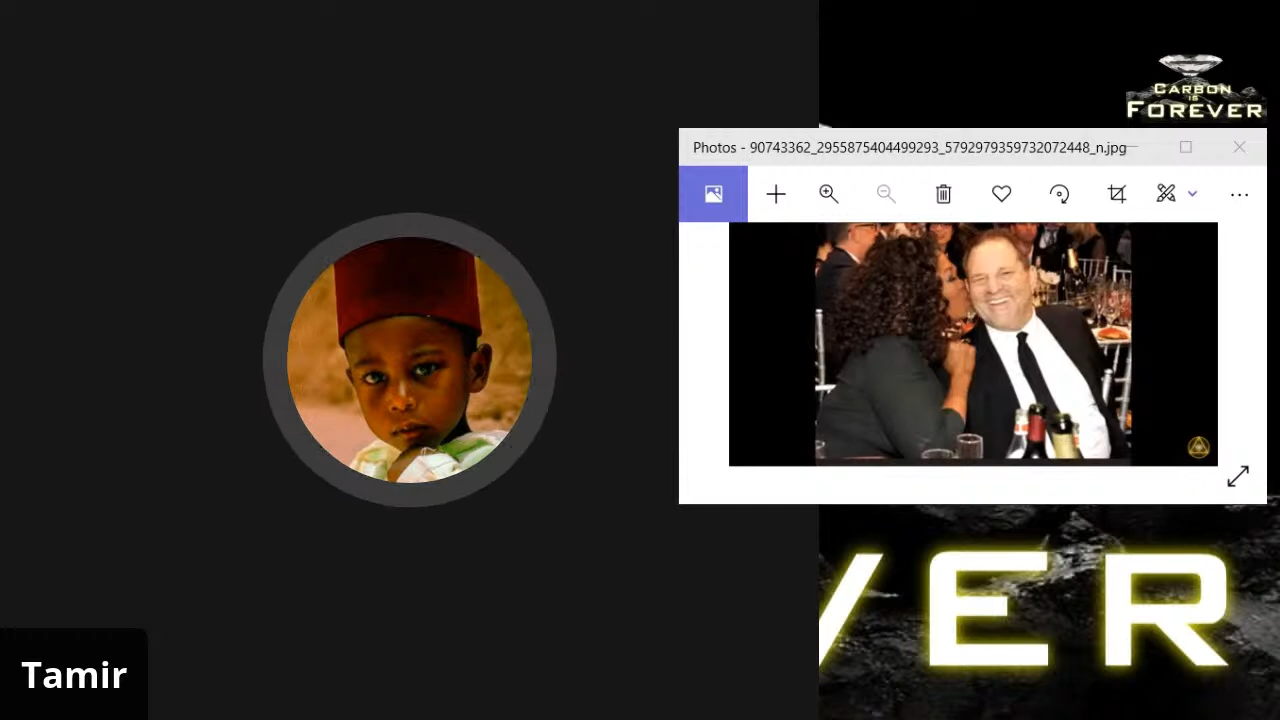 CARBON
IS
FOREVER
Photos - 90743362_2955875404499293_5792979359732072448_n.jpg
VER
Tamir